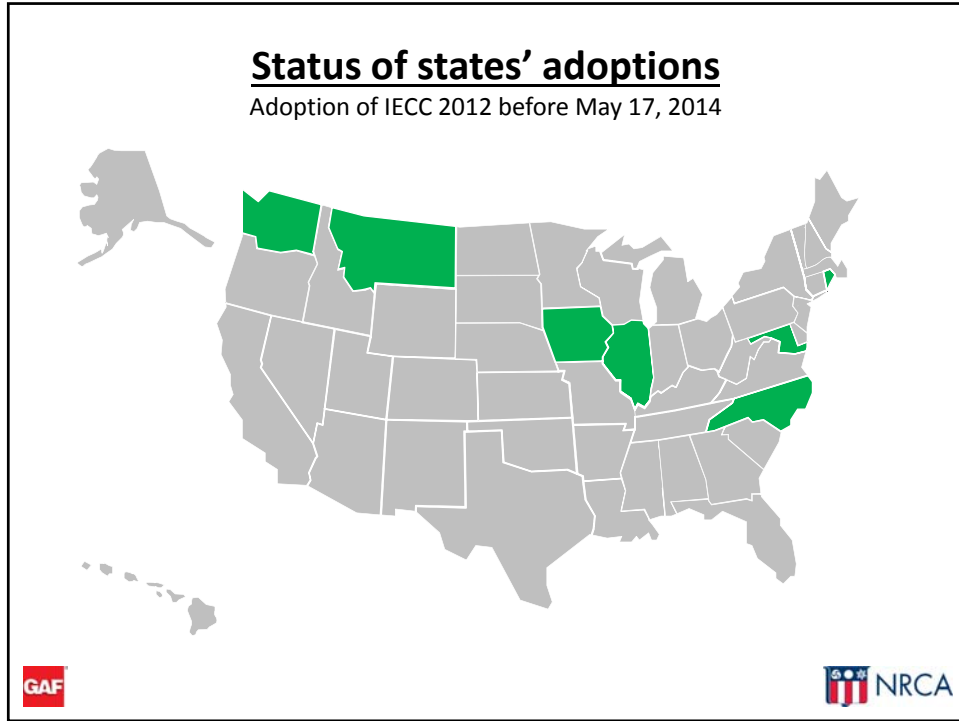 Status of states’ adoptions
Adoption of IECC 2012 before May 17, 2014
GAF
NRCA